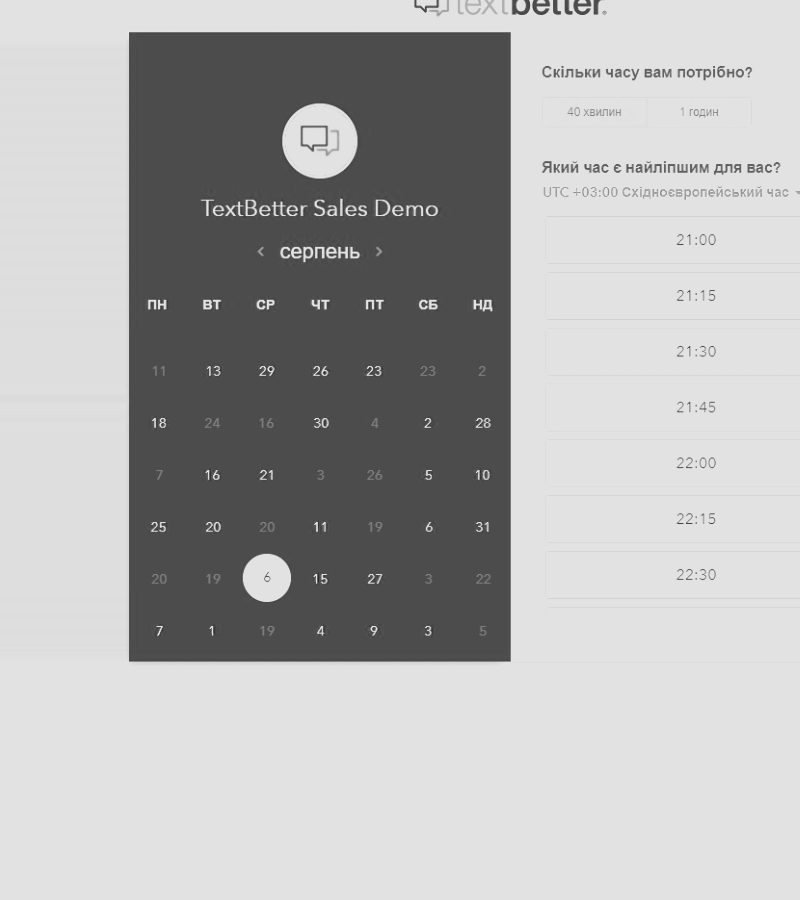 textbetter.
Скільки часу вам потрібно?
40 хвилин 1 годин
Який час є найліпшим для вас?
UTC +03:00 Східноєвропейський час
TextBetter Sales Demo
‹ серпень ›
ПН ВТ СР ЧТ ПТ СБ НД
11 13 29 26 23 23 2
18 24 16 30 4 2 28
7 16 21 3 26 5 10
25 20 20 11 19 6 31
20 19 6 15 27 3 22
7 1 19 4 9 3 5
21:00
21:15
21:30
21:45
22:00
22:15
22:30